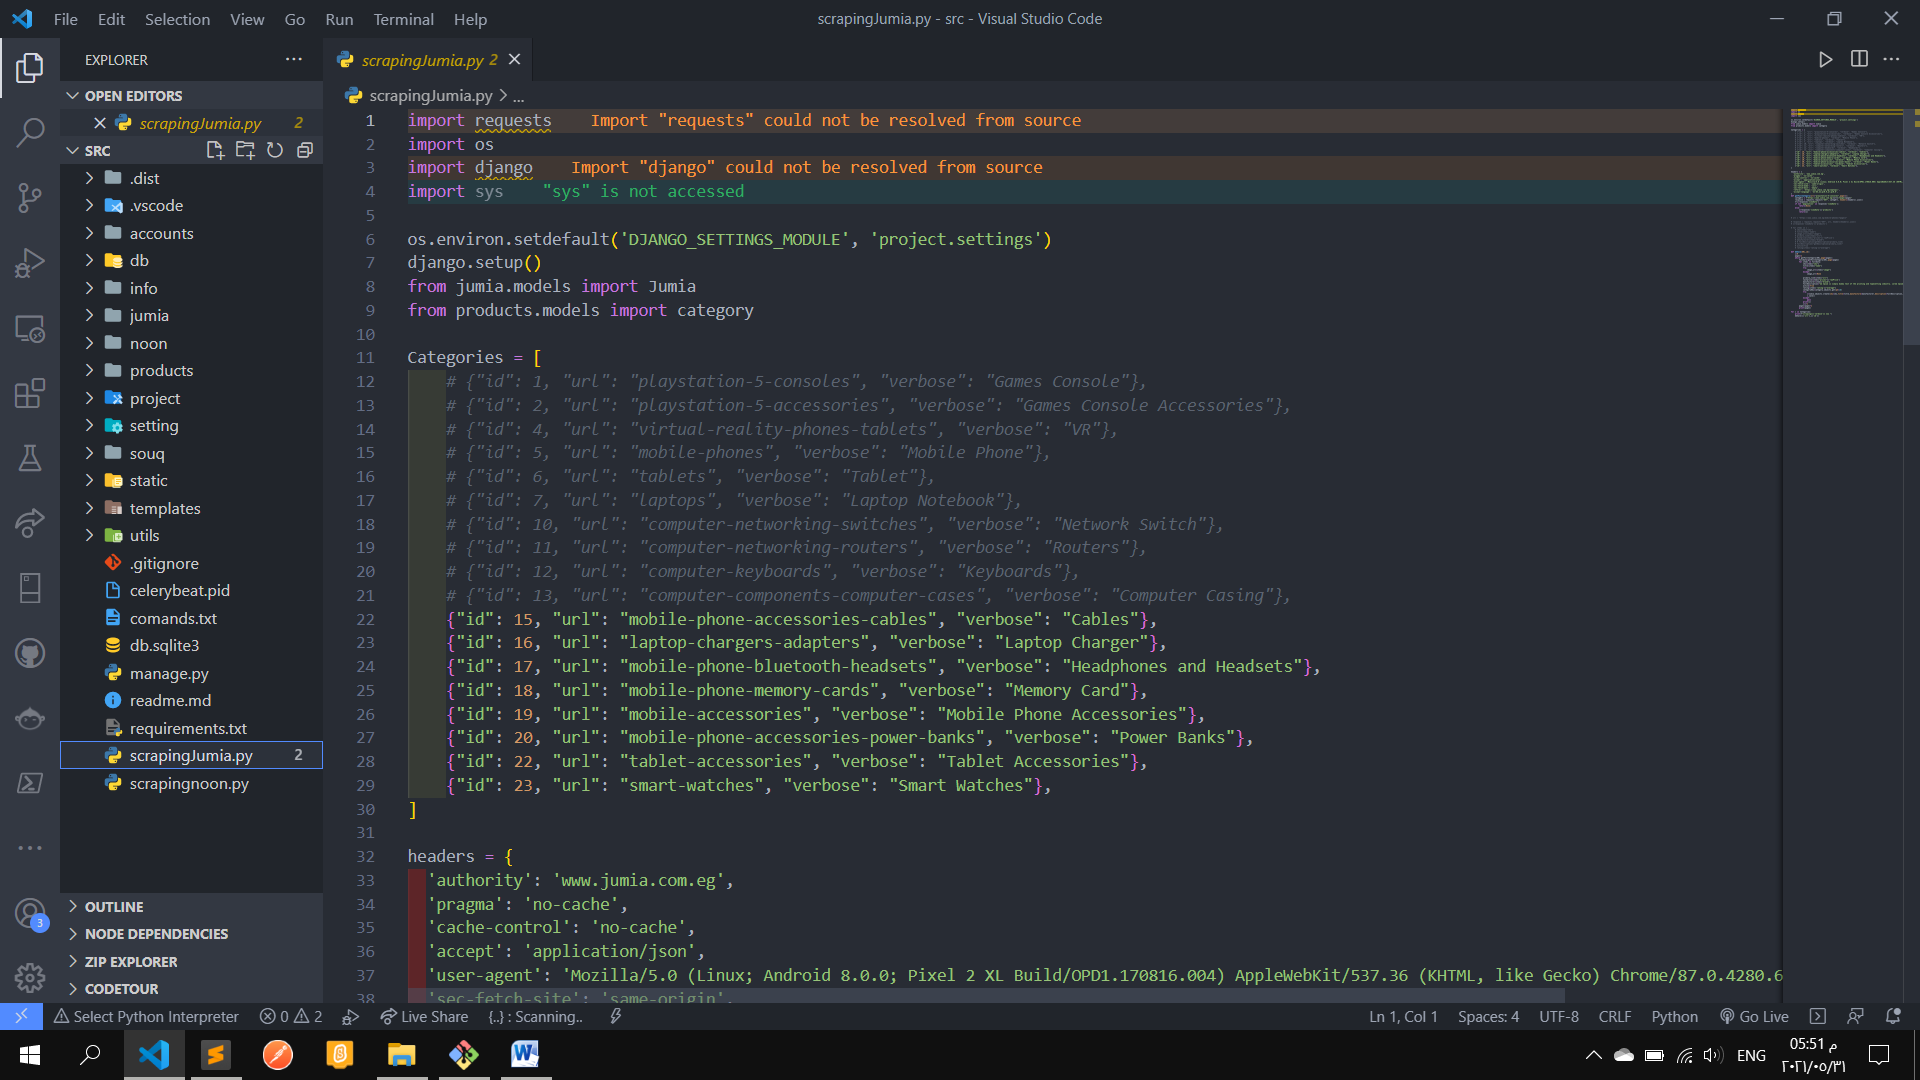 File Edit Selection View Go Run Terminal Help
scrapingJumia.py - src - Visual Studio Code
EXPLORER
OPEN EDITORS
scrapingJumia.py 2
SRC
.dist
.vscode
accounts
db
info
jumia
noon
products
project
setting
souq
static
templates
utils
.gitignore
celerybeat.pid
comands.txt
db.sqlite3
manage.py
readme.md
requirements.txt
scrapingJumia.py 2
scrapingnoon.py
OUTLINE
NODE DEPENDENCIES
ZIP EXPLORER
CODETOUR
3
scrapingJumia.py 2
scrapingJumia.py > ...
1 import requests Import "requests" could not be resolved from source
2 import os
3 import django Import "django" could not be resolved from source
4 import sys "sys" is not accessed
5
6 os.environ.setdefault('DJANGO_SETTINGS_MODULE', 'project.settings')
7 django.setup()
8 from jumia.models import Jumia
9 from products.models import category
10
11 Categories = [
12 # {"id": 1, "url": "playstation-5-consoles", "verbose": "Games Console"},
13 # {"id": 2, "url": "playstation-5-accessories", "verbose": "Games Console Accessories"},
14 # {"id": 4, "url": "virtual-reality-phones-tablets", "verbose": "VR"},
15 # {"id": 5, "url": "mobile-phones", "verbose": "Mobile Phone"},
16 # {"id": 6, "url": "tablets", "verbose": "Tablet"},
17 # {"id": 7, "url": "laptops", "verbose": "Laptop Notebook"},
18 # {"id": 10, "url": "computer-networking-switches", "verbose": "Network Switch"},
19 # {"id": 11, "url": "computer-networking-routers", "verbose": "Routers"},
20 # {"id": 12, "url": "computer-keyboards", "verbose": "Keyboards"},
21 # {"id": 13, "url": "computer-components-computer-cases", "verbose": "Computer Casing"},
22 {"id": 15, "url": "mobile-phone-accessories-cables", "verbose": "Cables"},
23 {"id": 16, "url": "laptop-chargers-adapters", "verbose": "Laptop Charger"},
24 {"id": 17, "url": "mobile-phone-bluetooth-headsets", "verbose": "Headphones and Headsets"},
25 {"id": 18, "url": "mobile-phone-memory-cards", "verbose": "Memory Card"},
26 {"id": 19, "url": "mobile-accessories", "verbose": "Mobile Phone Accessories"},
27 {"id": 20, "url": "mobile-phone-accessories-power-banks", "verbose": "Power Banks"},
28 {"id": 22, "url": "tablet-accessories", "verbose": "Tablet Accessories"},
29 {"id": 23, "url": "smart-watches", "verbose": "Smart Watches"},
30 ]
31
32 headers = {
33 'authority': 'www.jumia.com.eg',
34 'pragma': 'no-cache',
35 'cache-control': 'no-cache',
36 'accept': 'application/json',
37 'user-agent': 'Mozilla/5.0 (Linux; Android 8.0.0; Pixel 2 XL Build/OPD1.170816.004) AppleWebKit/537.36 (KHTML, like Gecko) Chrome/87.0.4280.6
38 'sec-fetch-site': 'same-origin',
Select Python Interpreter 0 2 Live Share {..} : Scanning.. Ln 1, Col 1 Spaces: 4 UTF-8 CRLF Python Go Live
ENG
05:51 م
٢٠٢١/٠٥/٣١